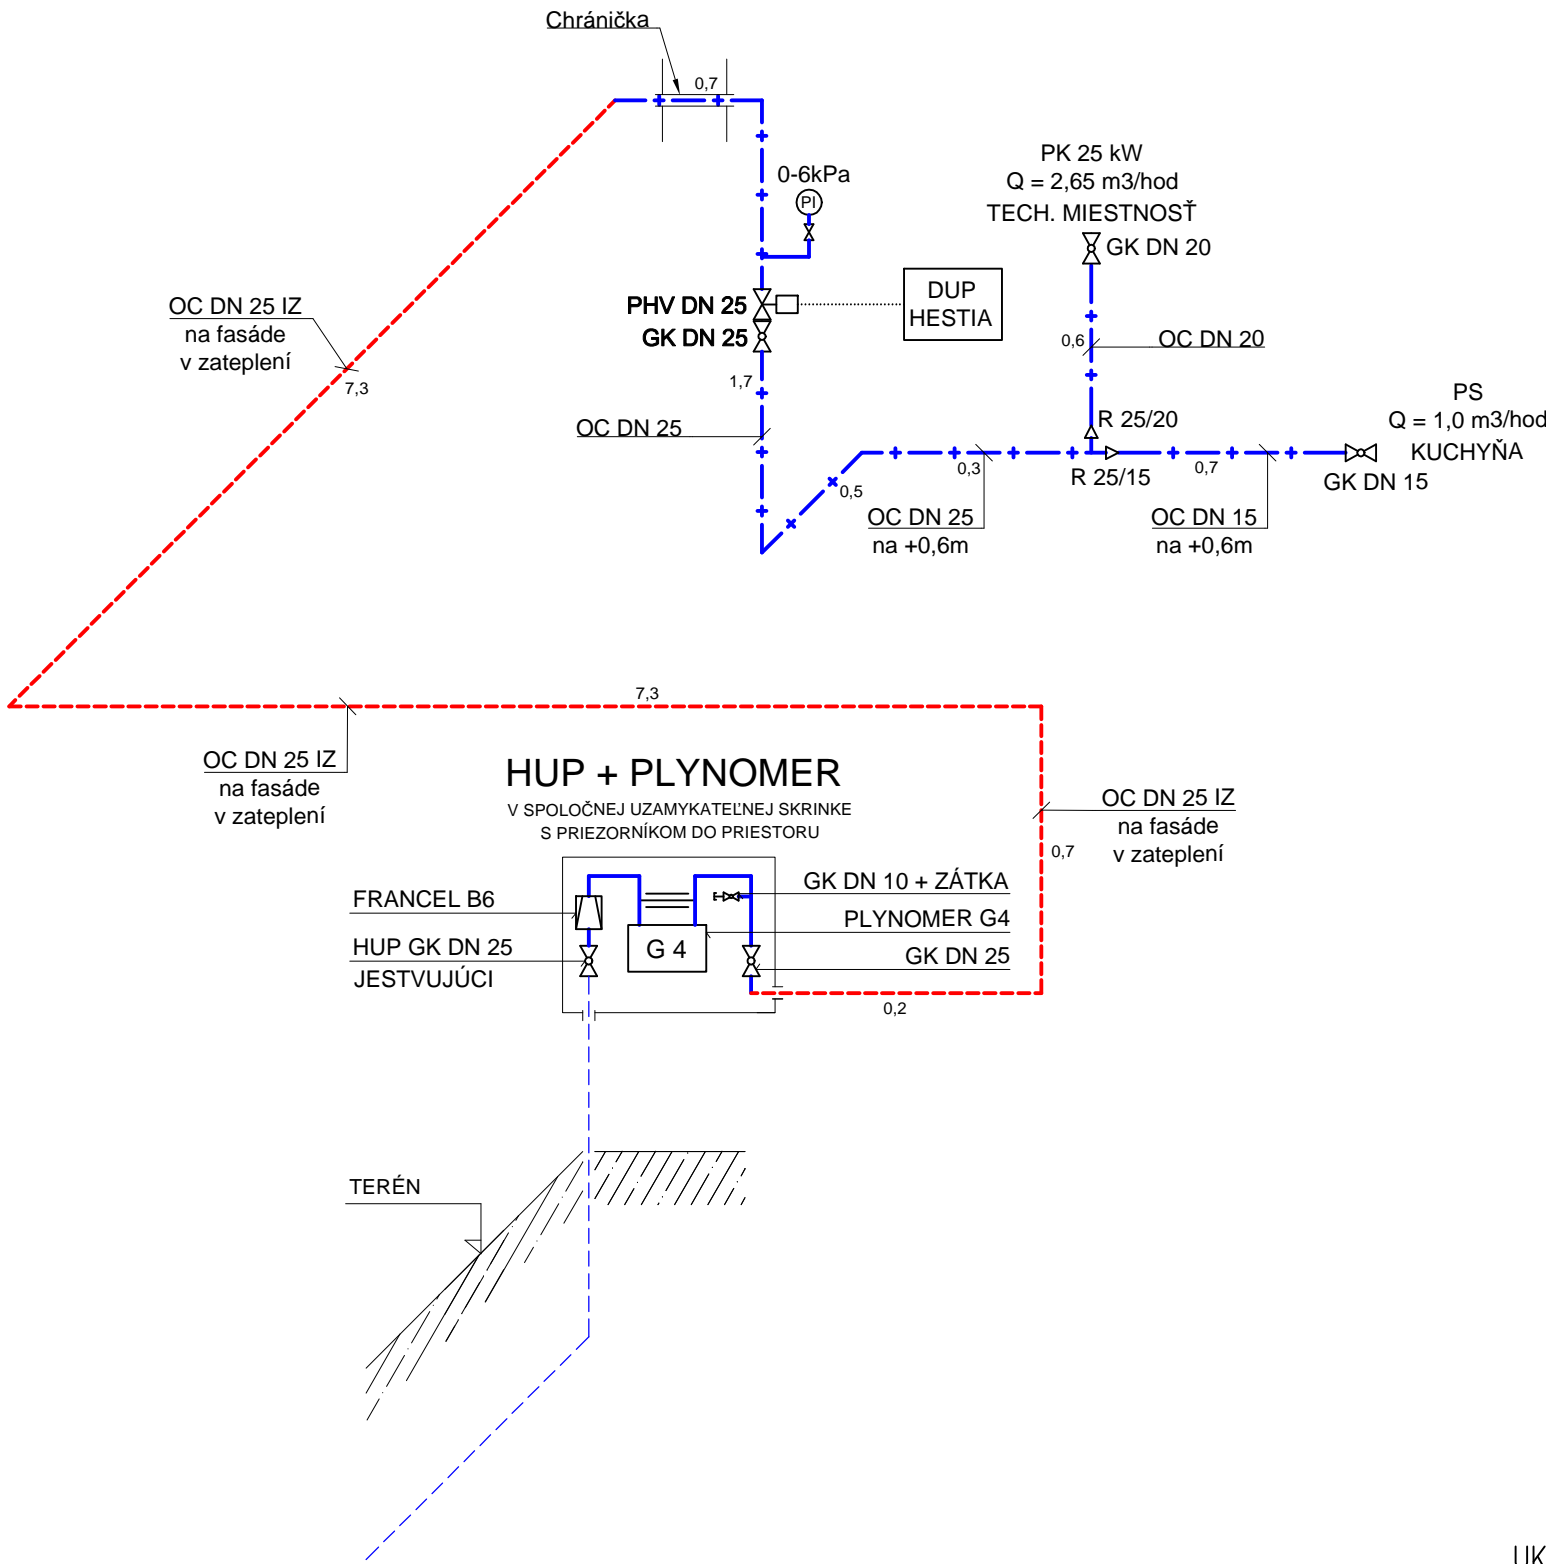 Chránička
0,7
0-6kPa
PI
PK 25 kW
Q = 2,65 m3/hod
TECH. MIESTNOSŤ
GK DN 20
OC DN 25 IZ
na fasáde
v zateplení
7,3
PHV DN 25
GK DN 25
DUP
HESTIA
1,7
0,6
OC DN 20
PS
Q = 1,0 m3/hod
KUCHYŇA
OC DN 25
R 25/20
0,5
0,3
R 25/15
0,7
GK DN 15
OC DN 25
na +0,6m
OC DN 15
na +0,6m
7,3
OC DN 25 IZ
na fasáde
v zateplení
HUP + PLYNOMER
V SPOLOČNEJ UZAMYKATEĽNEJ SKRINKE
S PRIEZORNÍKOM DO PRIESTORU
OC DN 25 IZ
na fasáde
v zateplení
0,7
FRANCEL B6
HUP GK DN 25
JESTVUJÚCI
G 4
GK DN 10 + ZÁTKA
PLYNOMER G4
GK DN 25
0,2
TERÉN